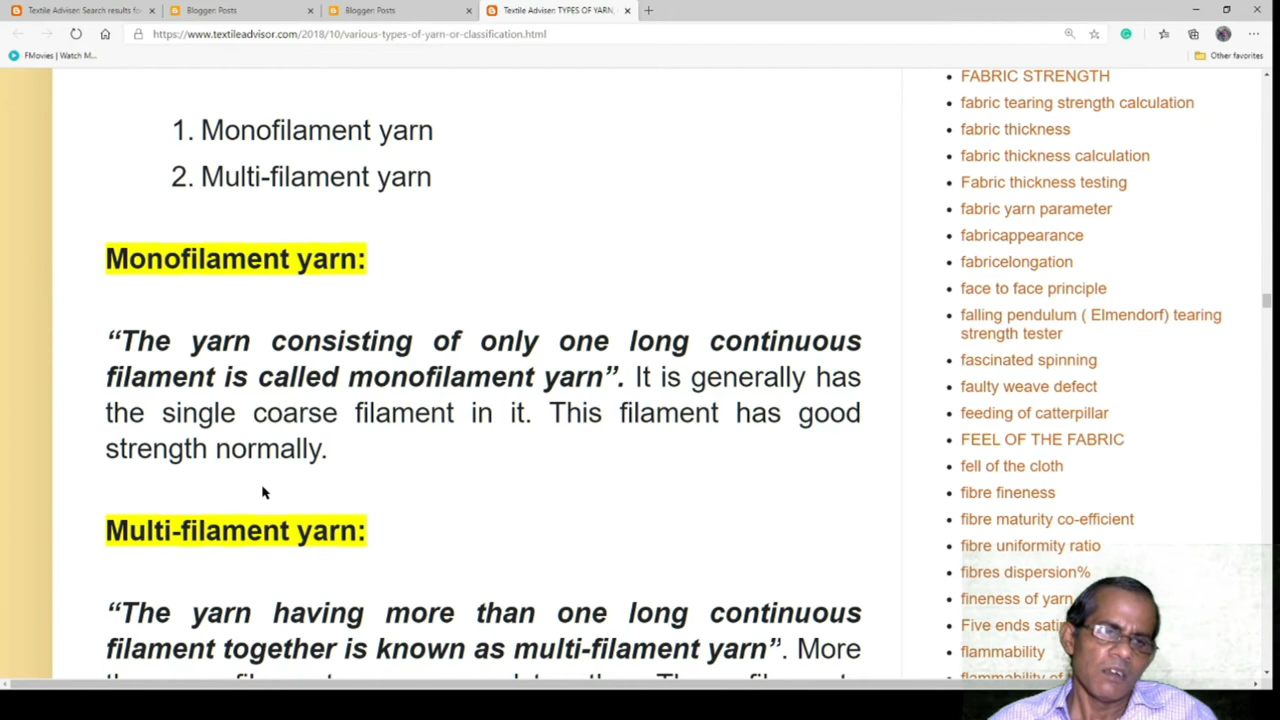 Textile Adviser: Search results fo
Blogger: Posts
Blogger: Posts
Textile Adviser: TYPES OF YARN,
https://www.textileadvisor.com/2018/10/various-types-of-yarn-or-classification.html
FMovies | Watch M...
Other favorites
1. Monofilament yarn
2. Multi-filament yarn
Monofilament yarn:
“The yarn consisting of only one long continuous
filament is called monofilament yarn”. It is generally has
the single coarse filament in it. This filament has good
strength normally.
Multi-filament yarn:
“The yarn having more than one long continuous
filament together is known as multi-filament yarn”. More
FABRIC STRENGTH
fabric tearing strength calculation
fabric thickness
fabric thickness calculation
Fabric thickness testing
fabric yarn parameter
fabricappearance
fabricelongation
face to face principle
falling pendulum ( Elmendorf) tearing
strength tester
fascinated spinning
faulty weave defect
feeding of catterpillar
FEEL OF THE FABRIC
fell of the cloth
fibre fineness
fibre maturity co-efficient
fibre uniformity ratio
fibres dispersion%
fineness of yarn
Five ends sati
flammability
flammability of